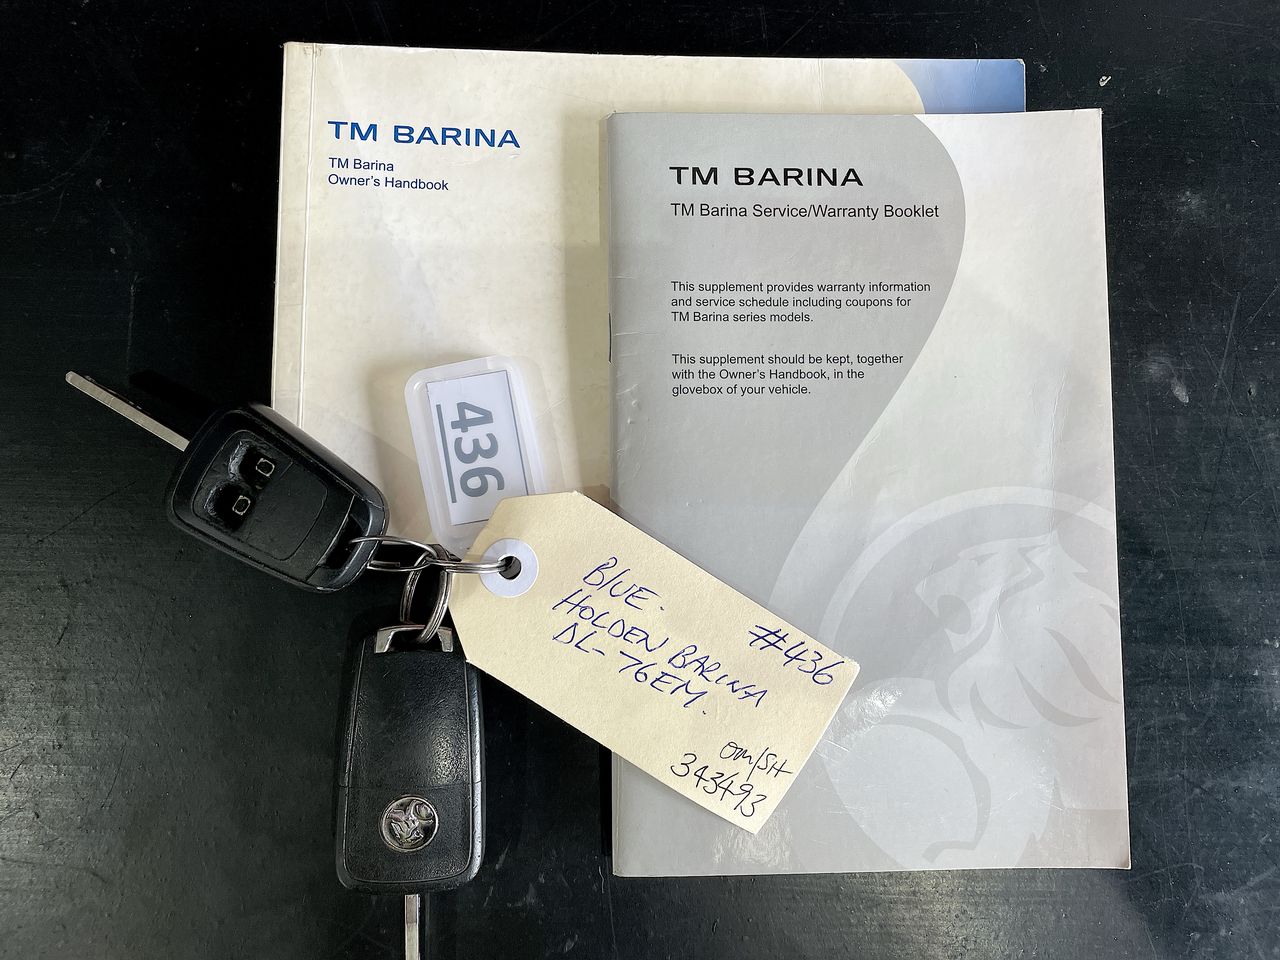 TM BARINA
TM Barina
Owner's Handbook
TM BARINA
TM Barina Service/Warranty Booklet
This supplement provides warranty information
and service schedule including coupons for
TM Barina series models.
This supplement should be kept, together
with the Owner's Handbook, in the
glovebox of your vehicle.
436
BLUE.
HOLDEN BARINA
DL-76EM.
#436
OM/SH
343493